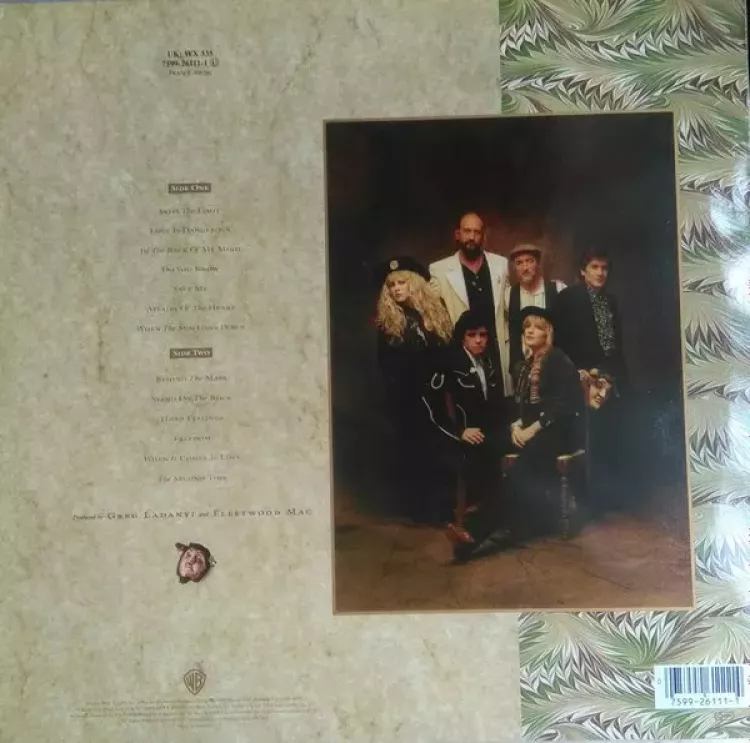 UK: WX 335
7599-26111-1
SIDE ONE
SKIES THE LIMIT
LOVE IS DANGEROUS
IN THE BACK OF MY MIND
DO YOU KNOW
SAVE ME
AFFAIRS OF THE HEART
WHEN THE SUN GOES DOWN
SIDE TWO
BEHIND THE MASK
STAND ON THE ROCK
HARD FEELINGS
FREEDOM
WHEN IT COMES TO LOVE
THE SECOND TIME
Produced by GREG LADANYI and FLEETWOOD MAC
WB
7599-26111-1